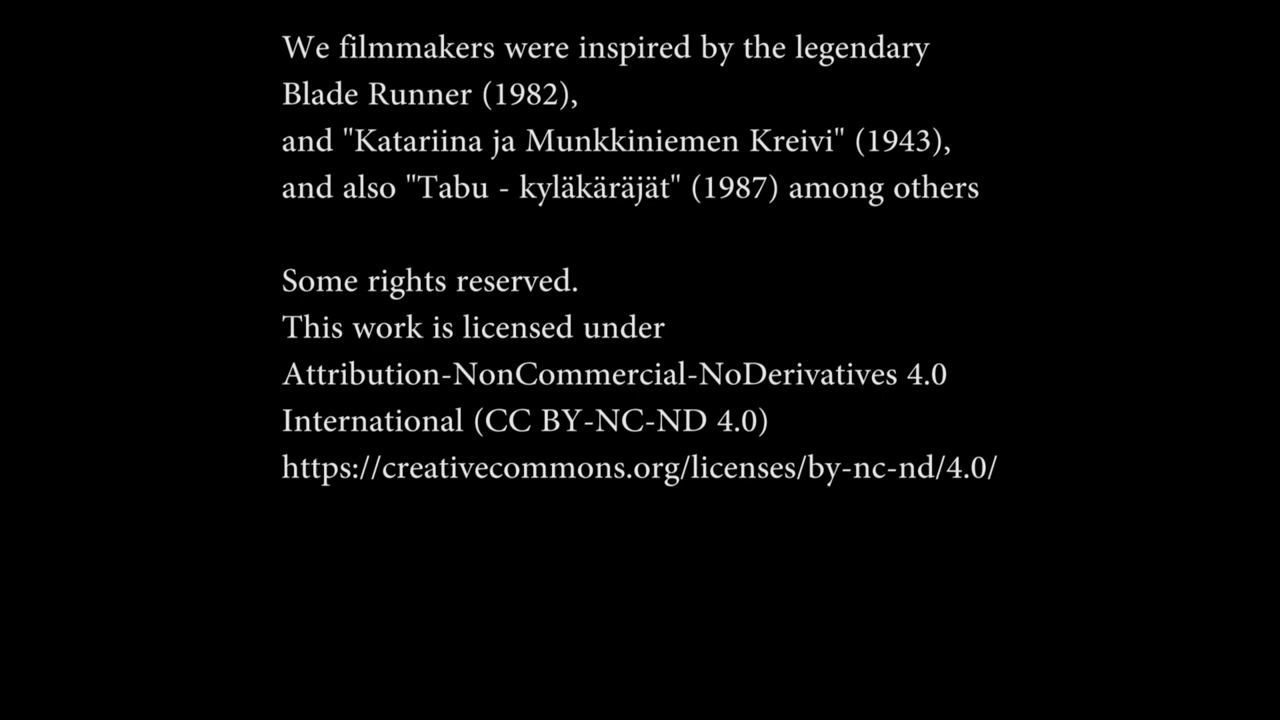 We filmmakers were inspired by the legendary
Blade Runner (1982),
and "Katariina ja Munkkiniemen Kreivi" (1943),
and also "Tabu - kyläkäräjät" (1987) among others
Some rights reserved.
This work is licensed under
Attribution-NonCommercial-NoDerivatives 4.0
International (CC BY-NC-ND 4.0)
https://creativecommons.org/licenses/by-nc-nd/4.0/